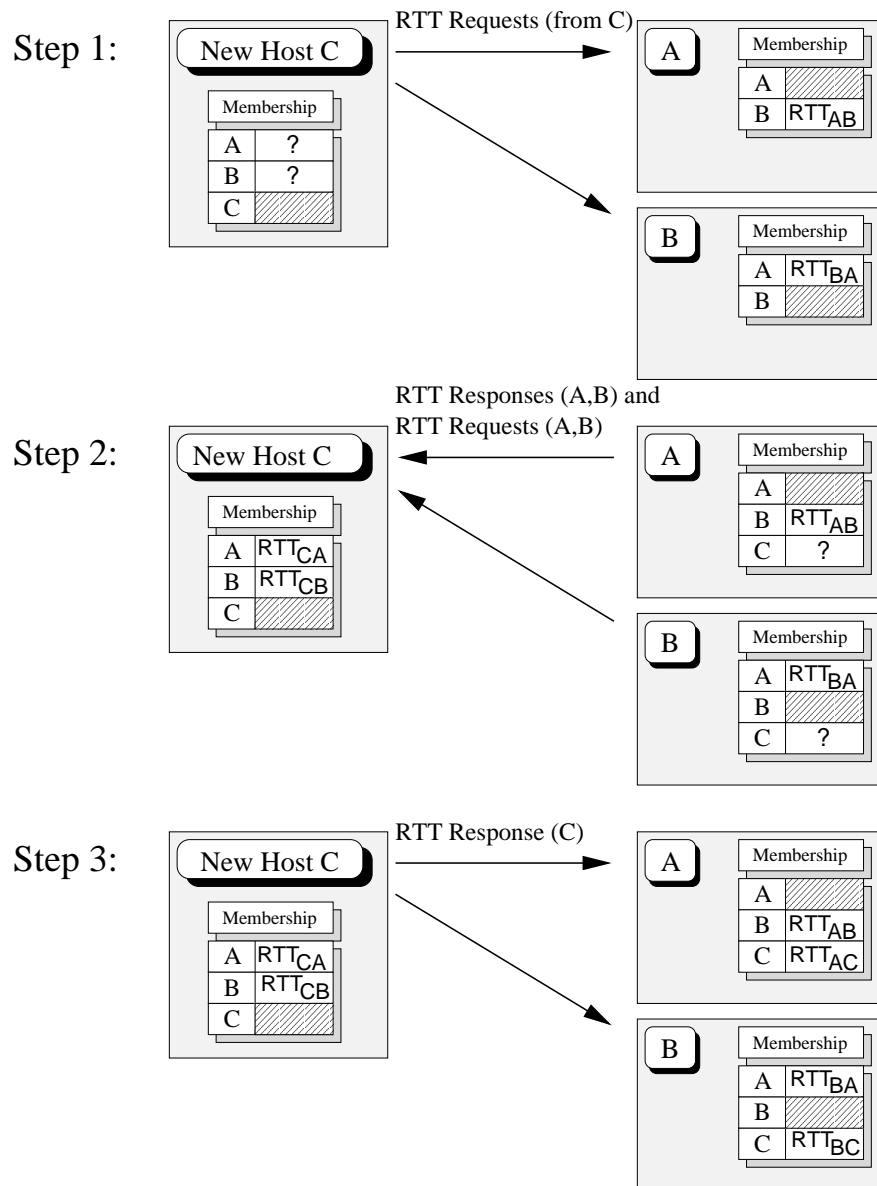 Step 1:
New Host C
Membership
A ?
B ?
C
RTT Requests (from C)
A
Membership
A
B RTTAB
B
Membership
A RTTBA
B
Step 2:
New Host C
Membership
A RTTCA
B RTTCB
C
RTT Responses (A,B) and
RTT Requests (A,B)
A
Membership
A
B RTTAB
C ?
B
Membership
A RTTBA
B
C ?
Step 3:
New Host C
Membership
A RTTCA
B RTTCB
C
RTT Response (C)
A
Membership
A
B RTTAB
C RTTAC
B
Membership
A RTTBA
B
C RTTBC